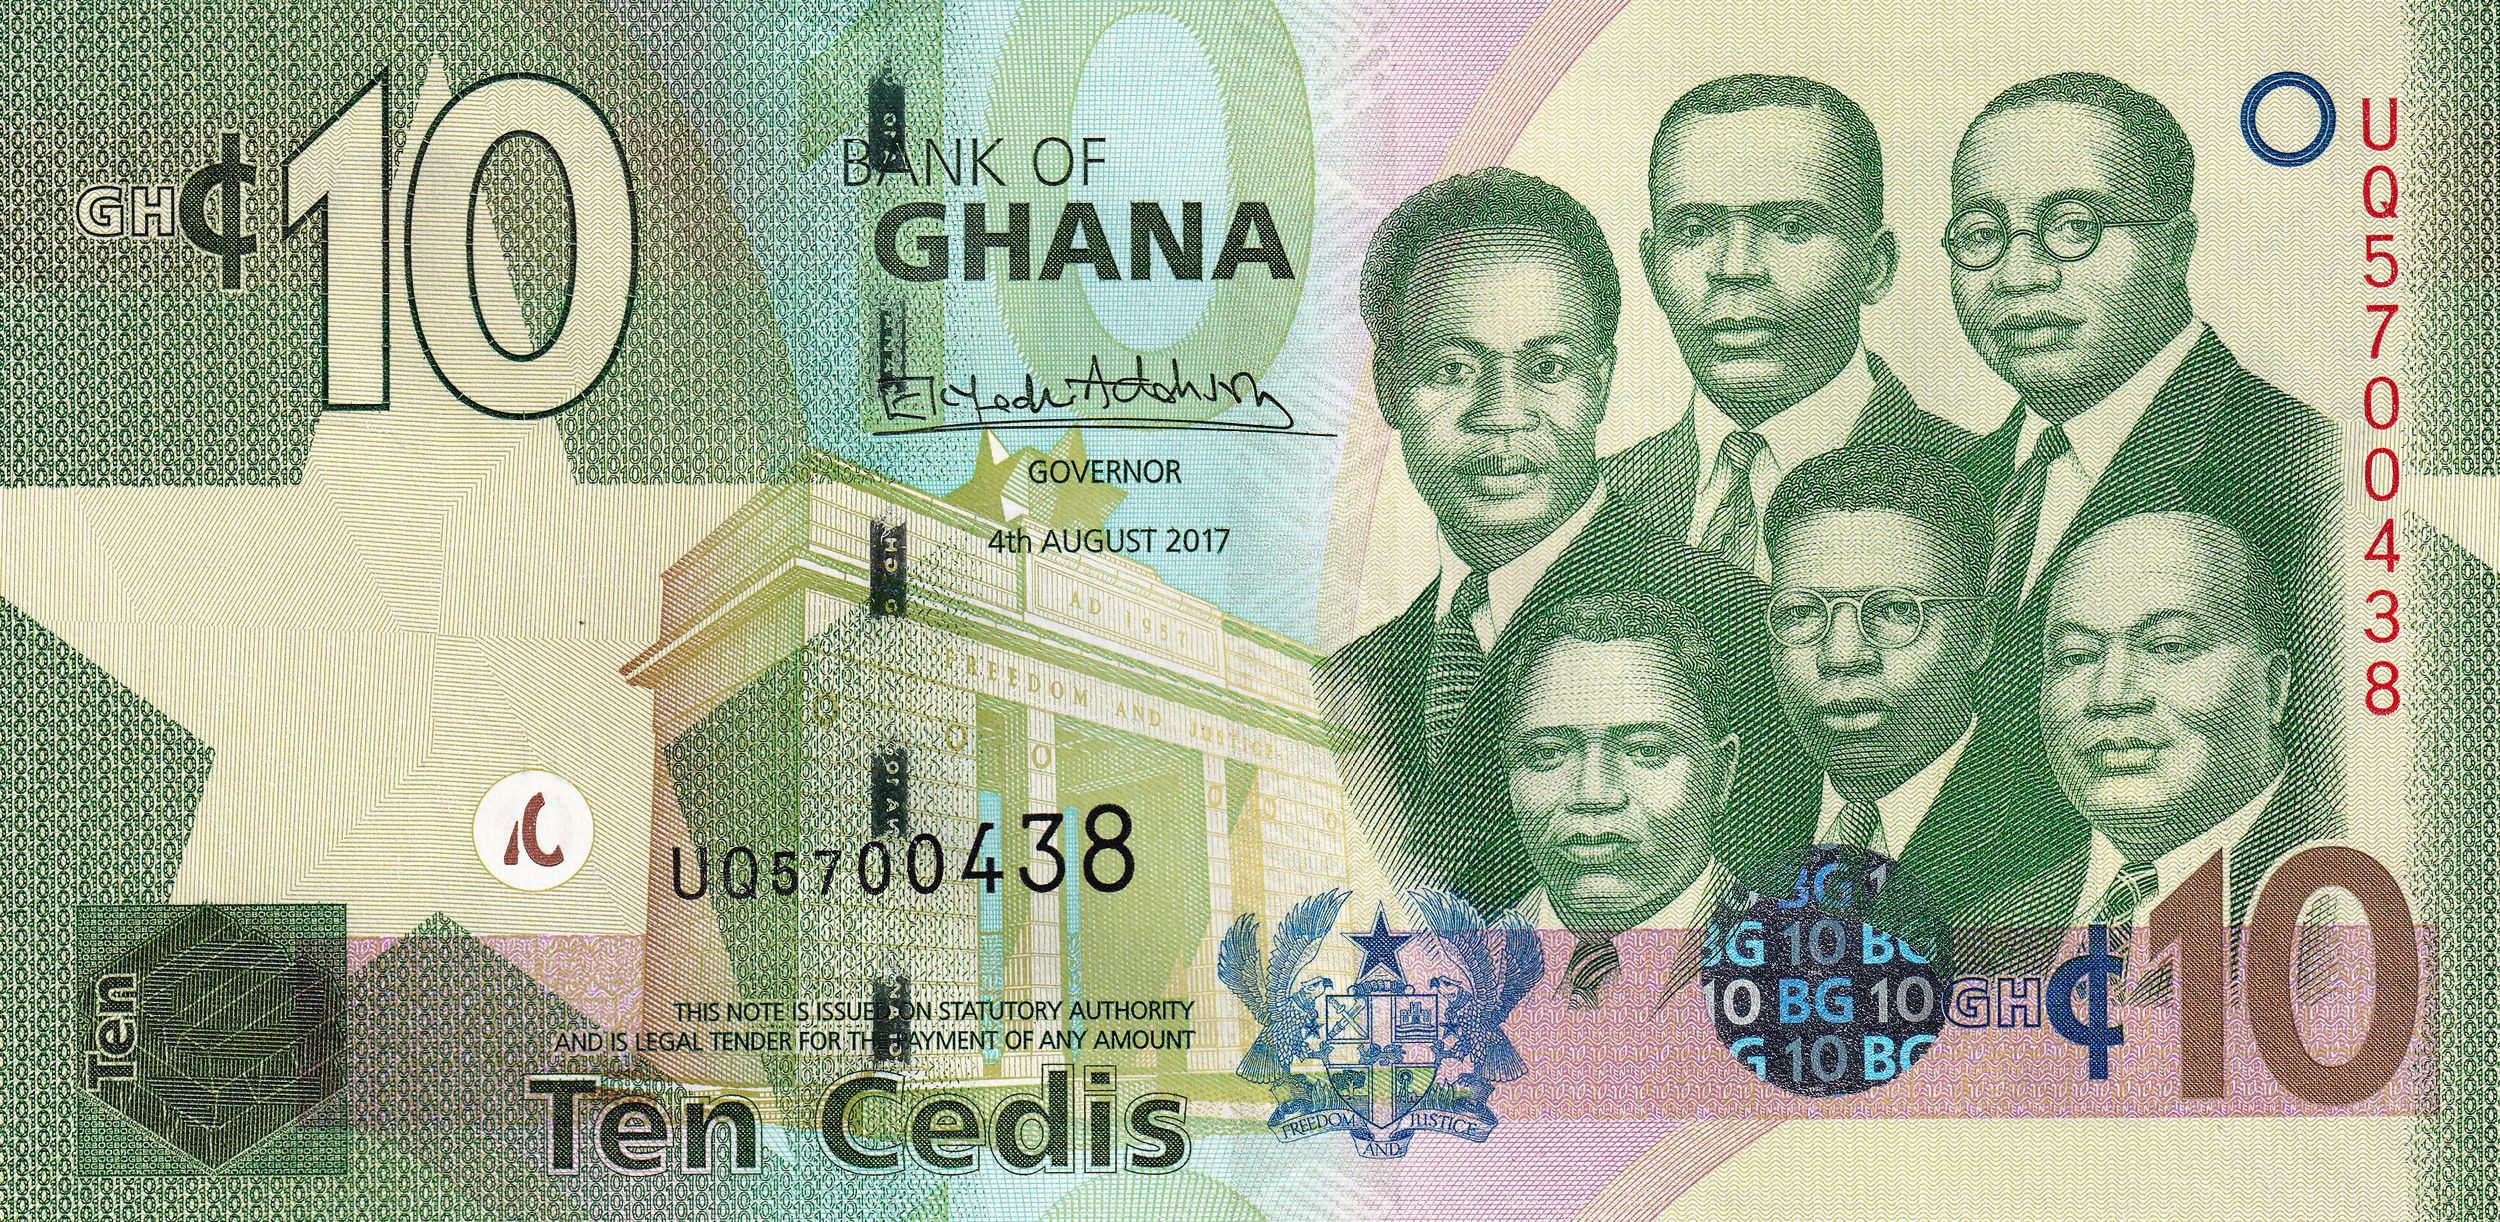 GH₵10
BANK OF
GHANA
GOVERNOR
4th AUGUST 2017
AD 1957
FREEDOM AND JUSTICE
UQ5700438
UQ5700438
THIS NOTE IS ISSUED ON STATUTORY AUTHORITY
AND IS LEGAL TENDER FOR THE PAYMENT OF ANY AMOUNT
Ten Cedis
Ten
FREEDOM
AND
JUSTICE
BG 1
BG 10 BG
10 BG 10
G 10 BG
GH₵10
10